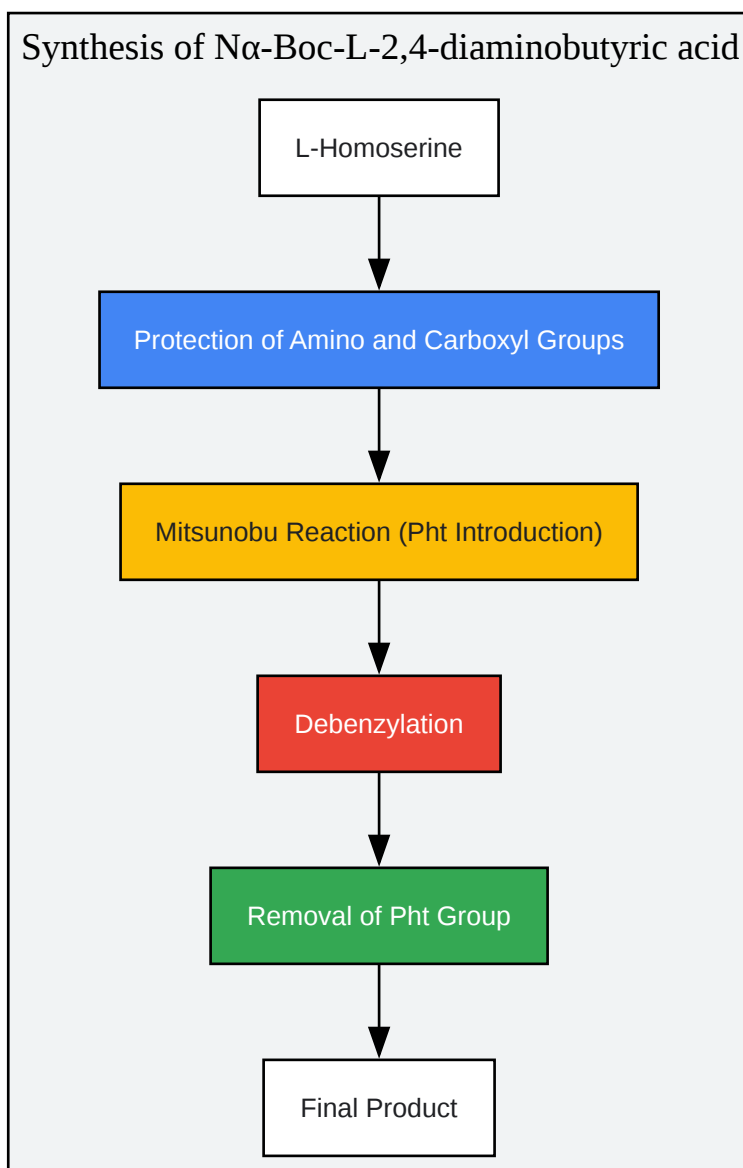 Synthesis of Nα-Boc-L-2,4-diaminobutyric acid
L-Homoserine
Protection of Amino and Carboxyl Groups
Mitsunobu Reaction (Pht Introduction)
Debenzylation
Removal of Pht Group
Final Product